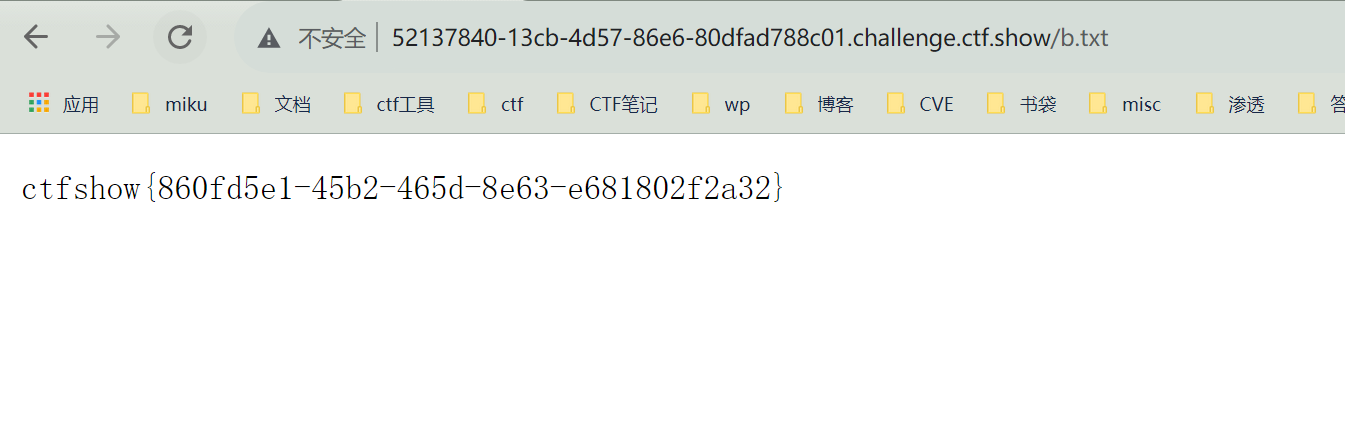 不安全 52137840-13cb-4d57-86e6-80dfad788c01.challenge.ctf.show/b.txt
应用 miku 文档 ctf工具 ctf CTF笔记 wp 博客 CVE 书袋 misc 渗透 答
ctfshow{860fd5e1-45b2-465d-8e63-e681802f2a32}